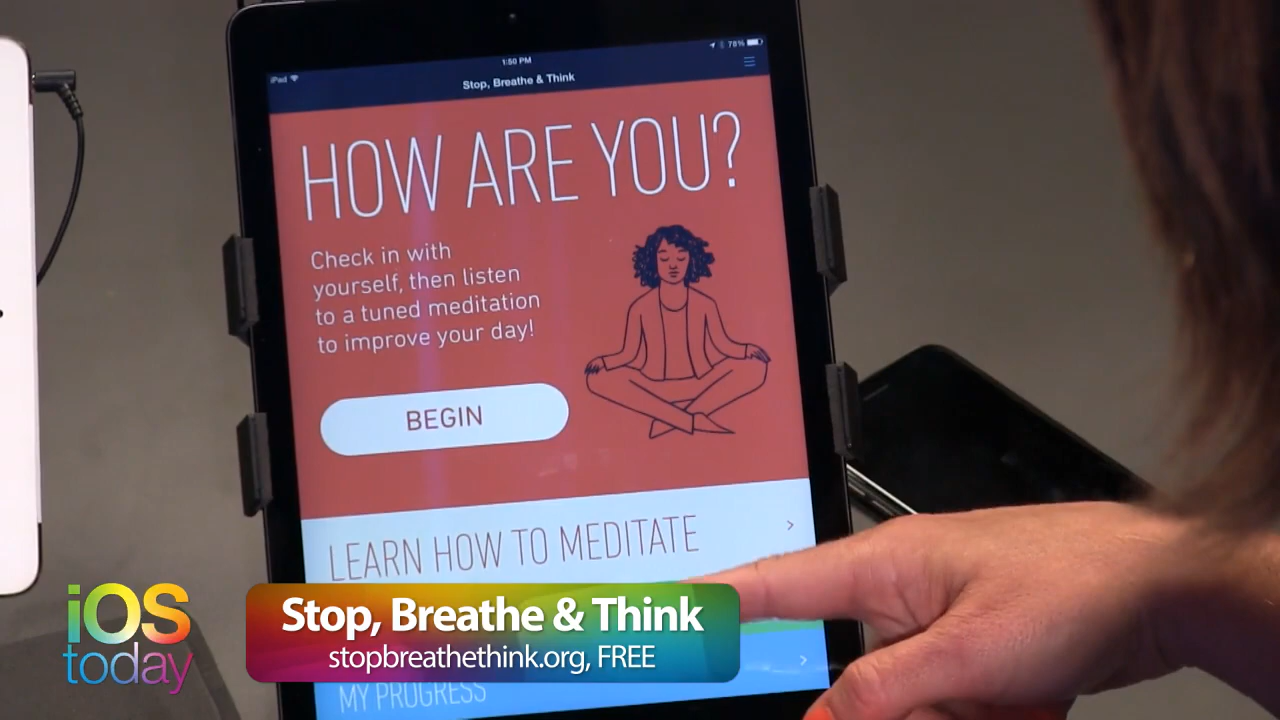 iPad
1:50 PM
78%
Stop, Breathe & Think
HOW ARE YOU?
Check in with
yourself, then listen
to a tuned meditation
to improve your day!
BEGIN
LEARN HOW TO MEDITATE
iOS
today
Stop, Breathe & Think
stopbreathethink.org, FREE
MY PROGRESS